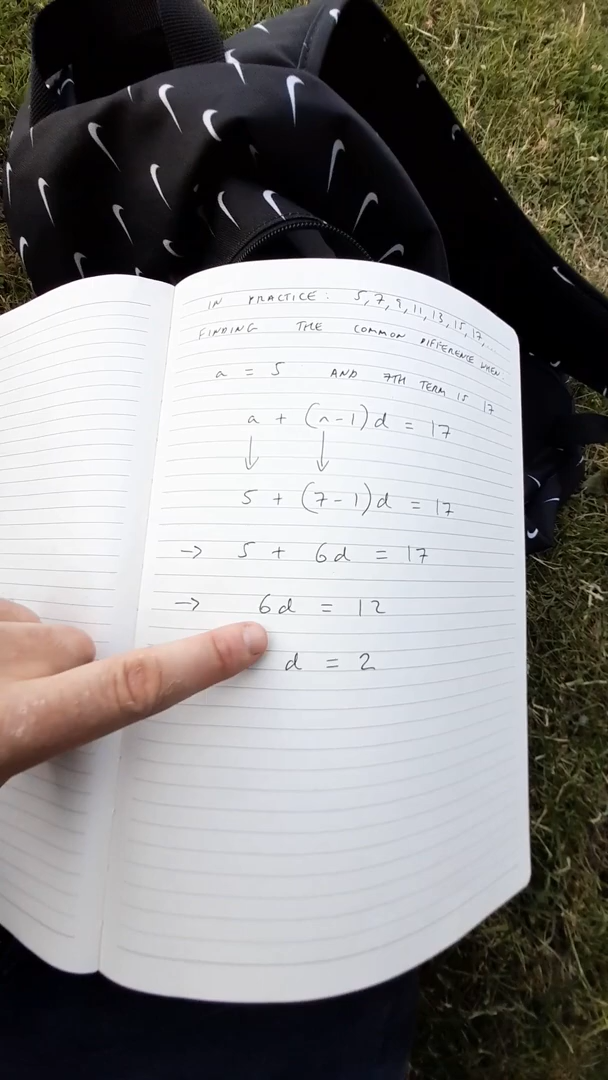 IN PRACTICE: 5, 7, 9, 11, 13, 15, 17, ...
FINDING THE COMMON DIFFERENCE WHEN
a = 5 AND 7TH TERM IS 17
a + (n-1)d = 17
↓ ↓
5 + (7-1)d = 17
→ 5 + 6d = 17
→ 6d = 12
d = 2